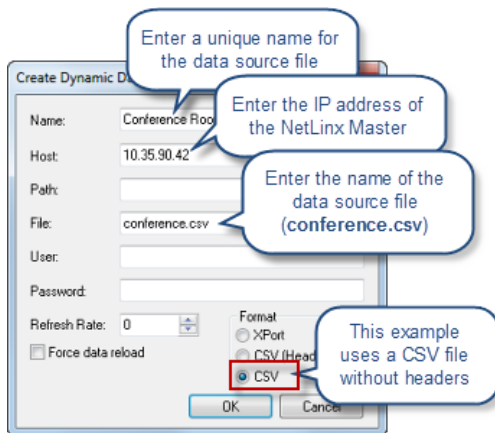 Enter a unique name for
the data source file
Create Dynamic
Name:
Conference Roo
Enter the IP address of
the NetLinx Master
Host:
10.35.90.42
Path:
Enter the name of the
data source file
(conference.csv)
File:
conference.csv
User:
Password:
Refresh Rate:
0
Format
XPort
Force data reload
CSV (Head
CSV
This example
uses a CSV file
without headers
OK
Cancel